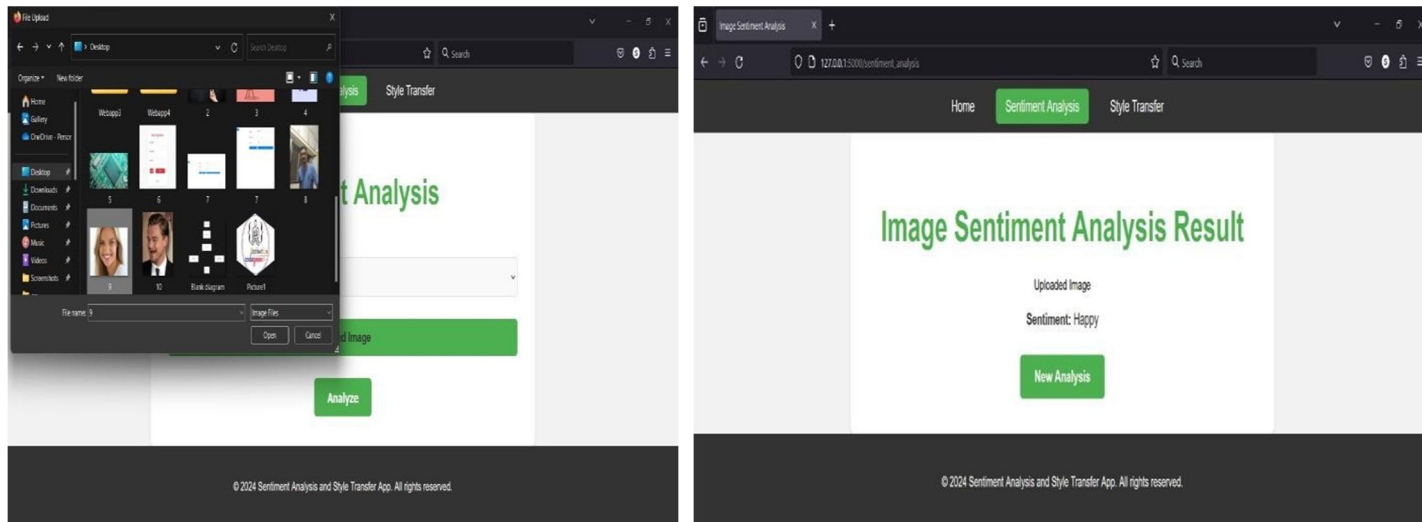 File Upload
Desktop
Search Desktop
Search
Organize
New folder
Home
Gallery
OneDrive - Persor
Desktop
Downloads
Documents
Pictures
Music
Videos
Screenshots
Webapp3
Webapp4
2
3
4
5
6
7
7
8
9
10
Blank diagram
Picture1
File name: 9
Image Files
Open
Cancel
alysis
Style Transfer
t Analysis
d Image
Analyze
© 2024 Sentiment Analysis and Style Transfer App. All rights reserved.
Image Sentiment Analysis
127.0.0.1:5000/sentiment_analysis
Search
Home
Sentiment Analysis
Style Transfer
Image Sentiment Analysis Result
Uploaded Image
Sentiment: Happy
New Analysis
© 2024 Sentiment Analysis and Style Transfer App. All rights reserved.